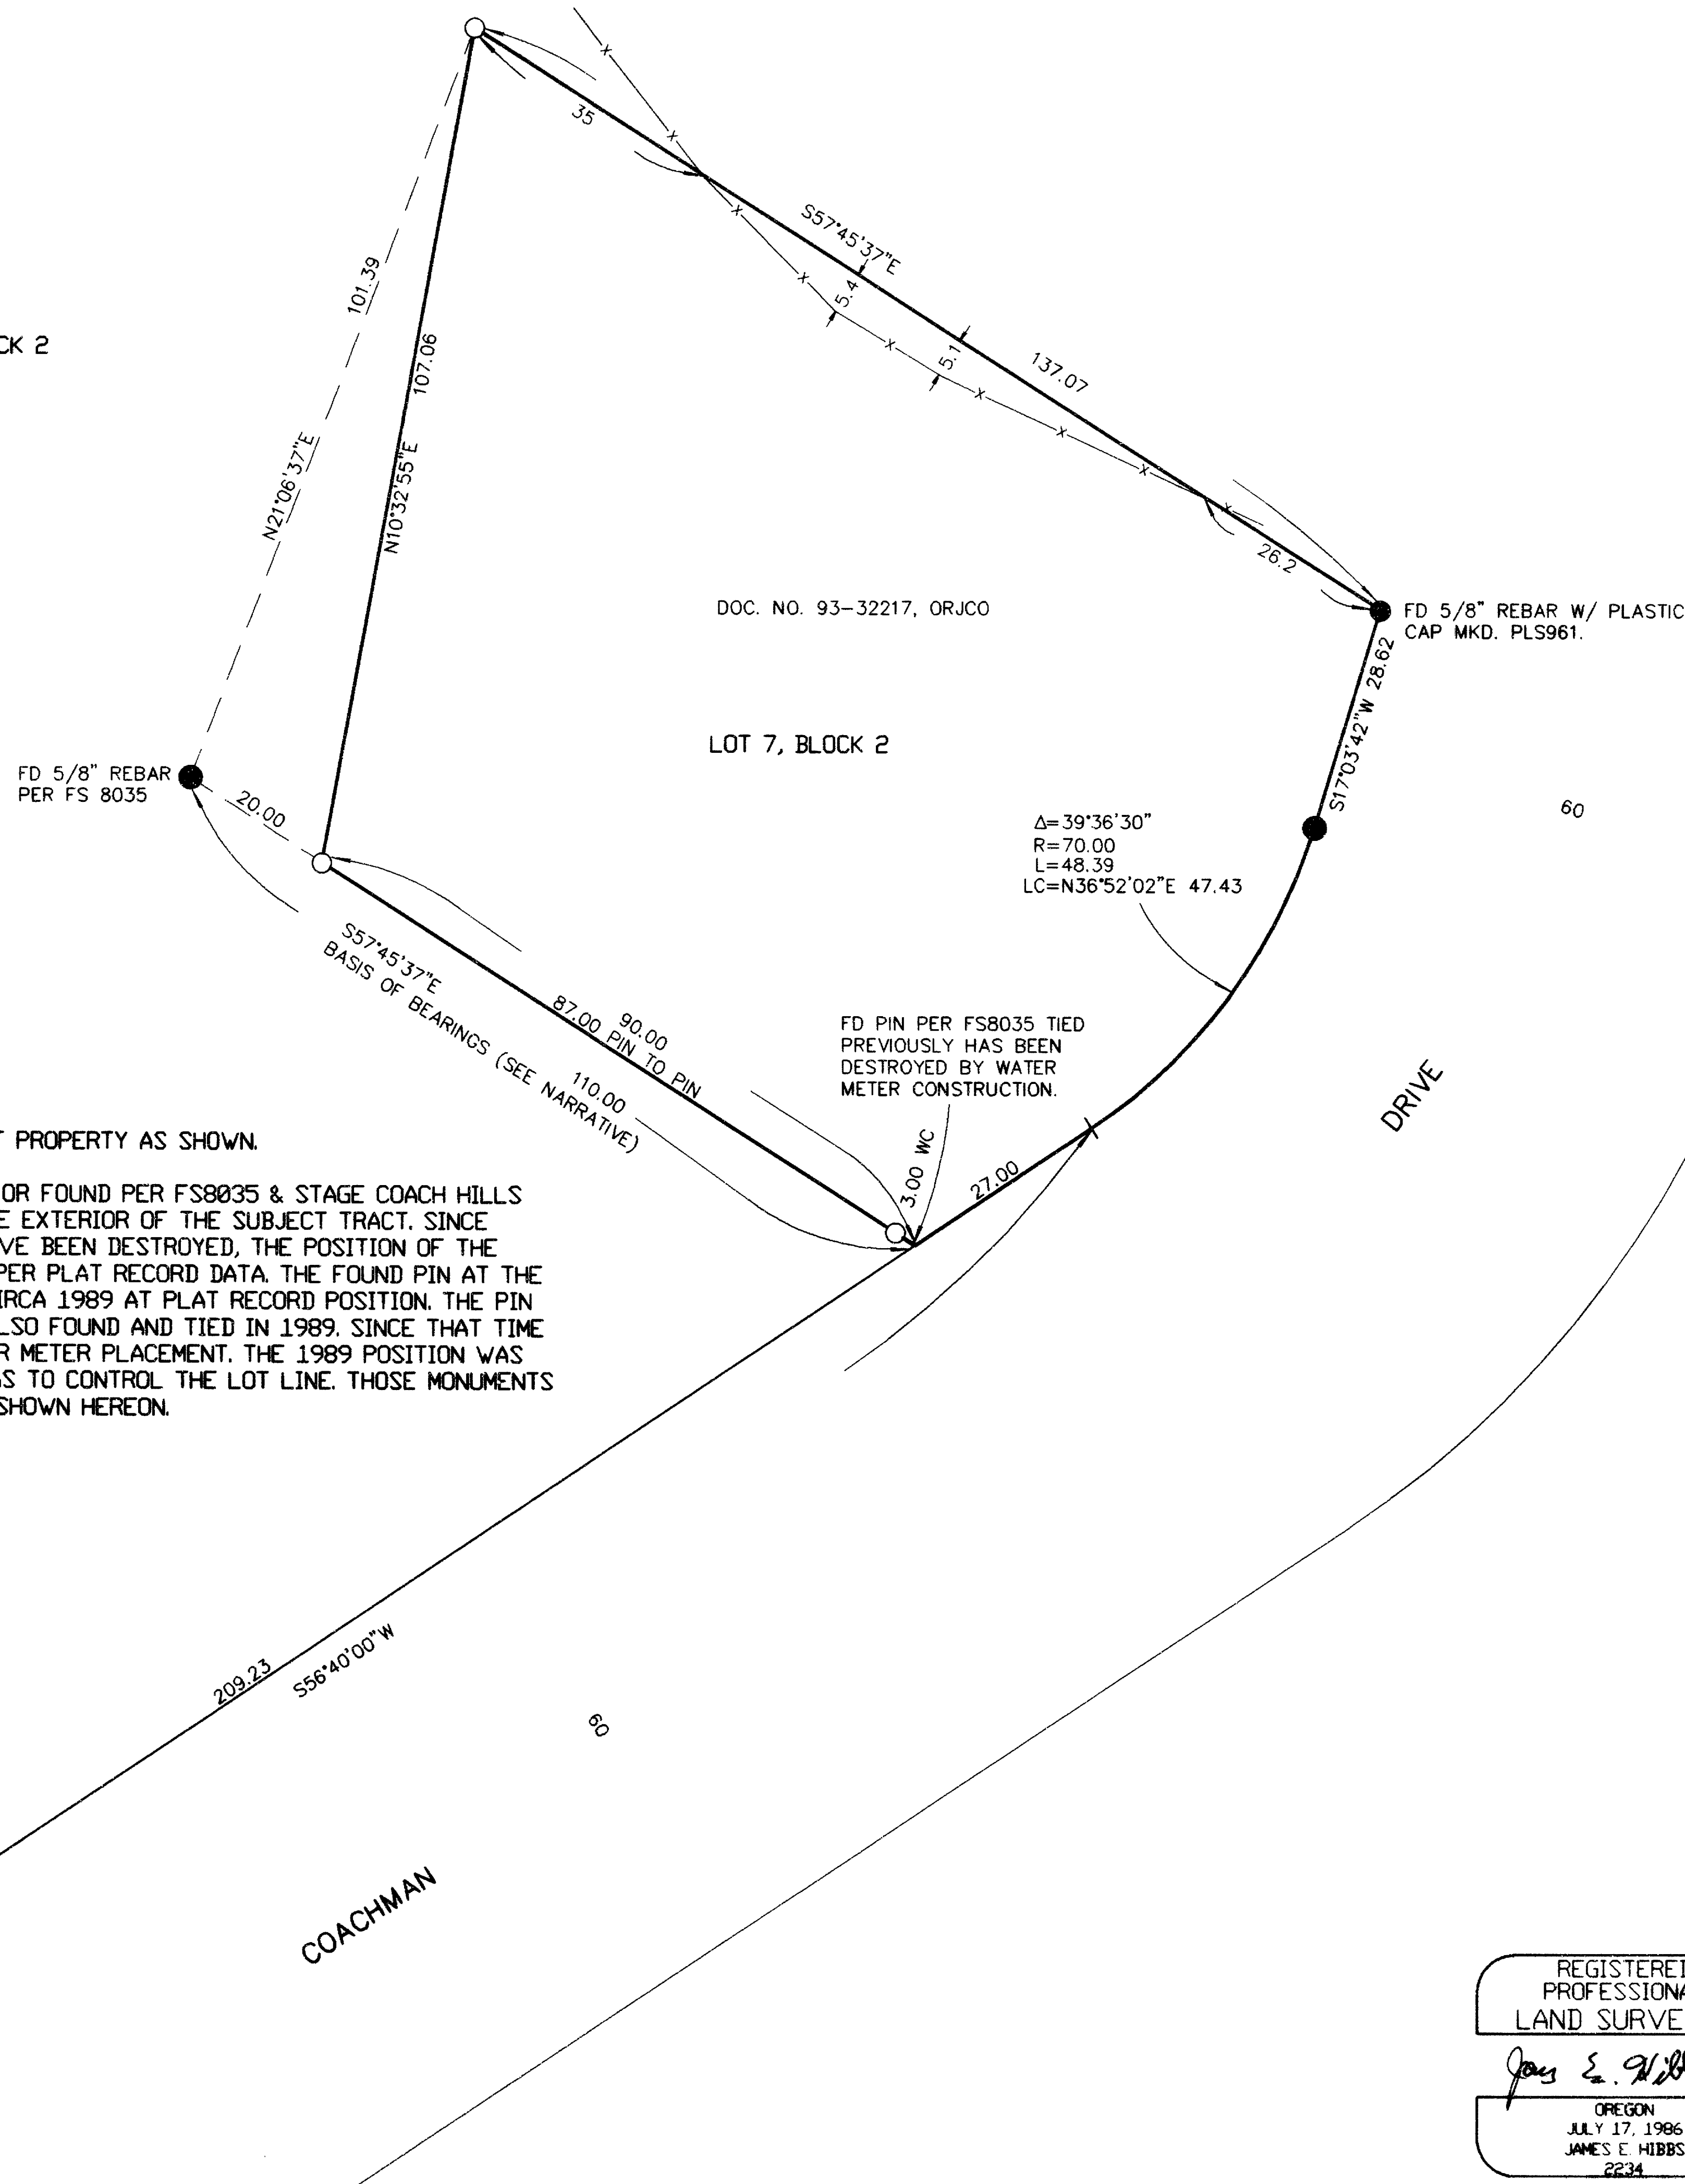 35
S57°45'37"E
101.39
5.4
CK 2
107.06
5.1
137.07
N21°06'37"E
N10°32'55"E
26.2
DOC. NO. 93-32217, ORJCO
FD 5/8" REBAR W/ PLASTIC
CAP MKD. PLS961.
S17°03'42"W 28.62
LOT 7, BLOCK 2
FD 5/8" REBAR
PER FS 8035
20.00
60
Δ=39°36'30"
R=70.00
L=48.39
LC=N36°52'02"E 47.43
S57°45'37"E
BASIS OF BEARINGS (SEE NARRATIVE)
90.00
87.00 PIN TO PIN
110.00
FD PIN PER FS8035 TIED
PREVIOUSLY HAS BEEN
DESTROYED BY WATER
METER CONSTRUCTION.
DRIVE
3.00 WC
27.00
T PROPERTY AS SHOWN.
OR FOUND PER FS8035 & STAGE COACH HILLS
E EXTERIOR OF THE SUBJECT TRACT. SINCE
VE BEEN DESTROYED, THE POSITION OF THE
PER PLAT RECORD DATA. THE FOUND PIN AT THE
IRCA 1989 AT PLAT RECORD POSITION. THE PIN
LSO FOUND AND TIED IN 1989. SINCE THAT TIME
R METER PLACEMENT. THE 1989 POSITION WAS
GS TO CONTROL THE LOT LINE. THOSE MONUMENTS
SHOWN HEREON.
209.23
S56°40'00"W
60
COACHMAN
REGISTERED
PROFESSIONA
LAND SURVE
OREGON
JULY 17, 1986
JAMES E. HIBBS
2234